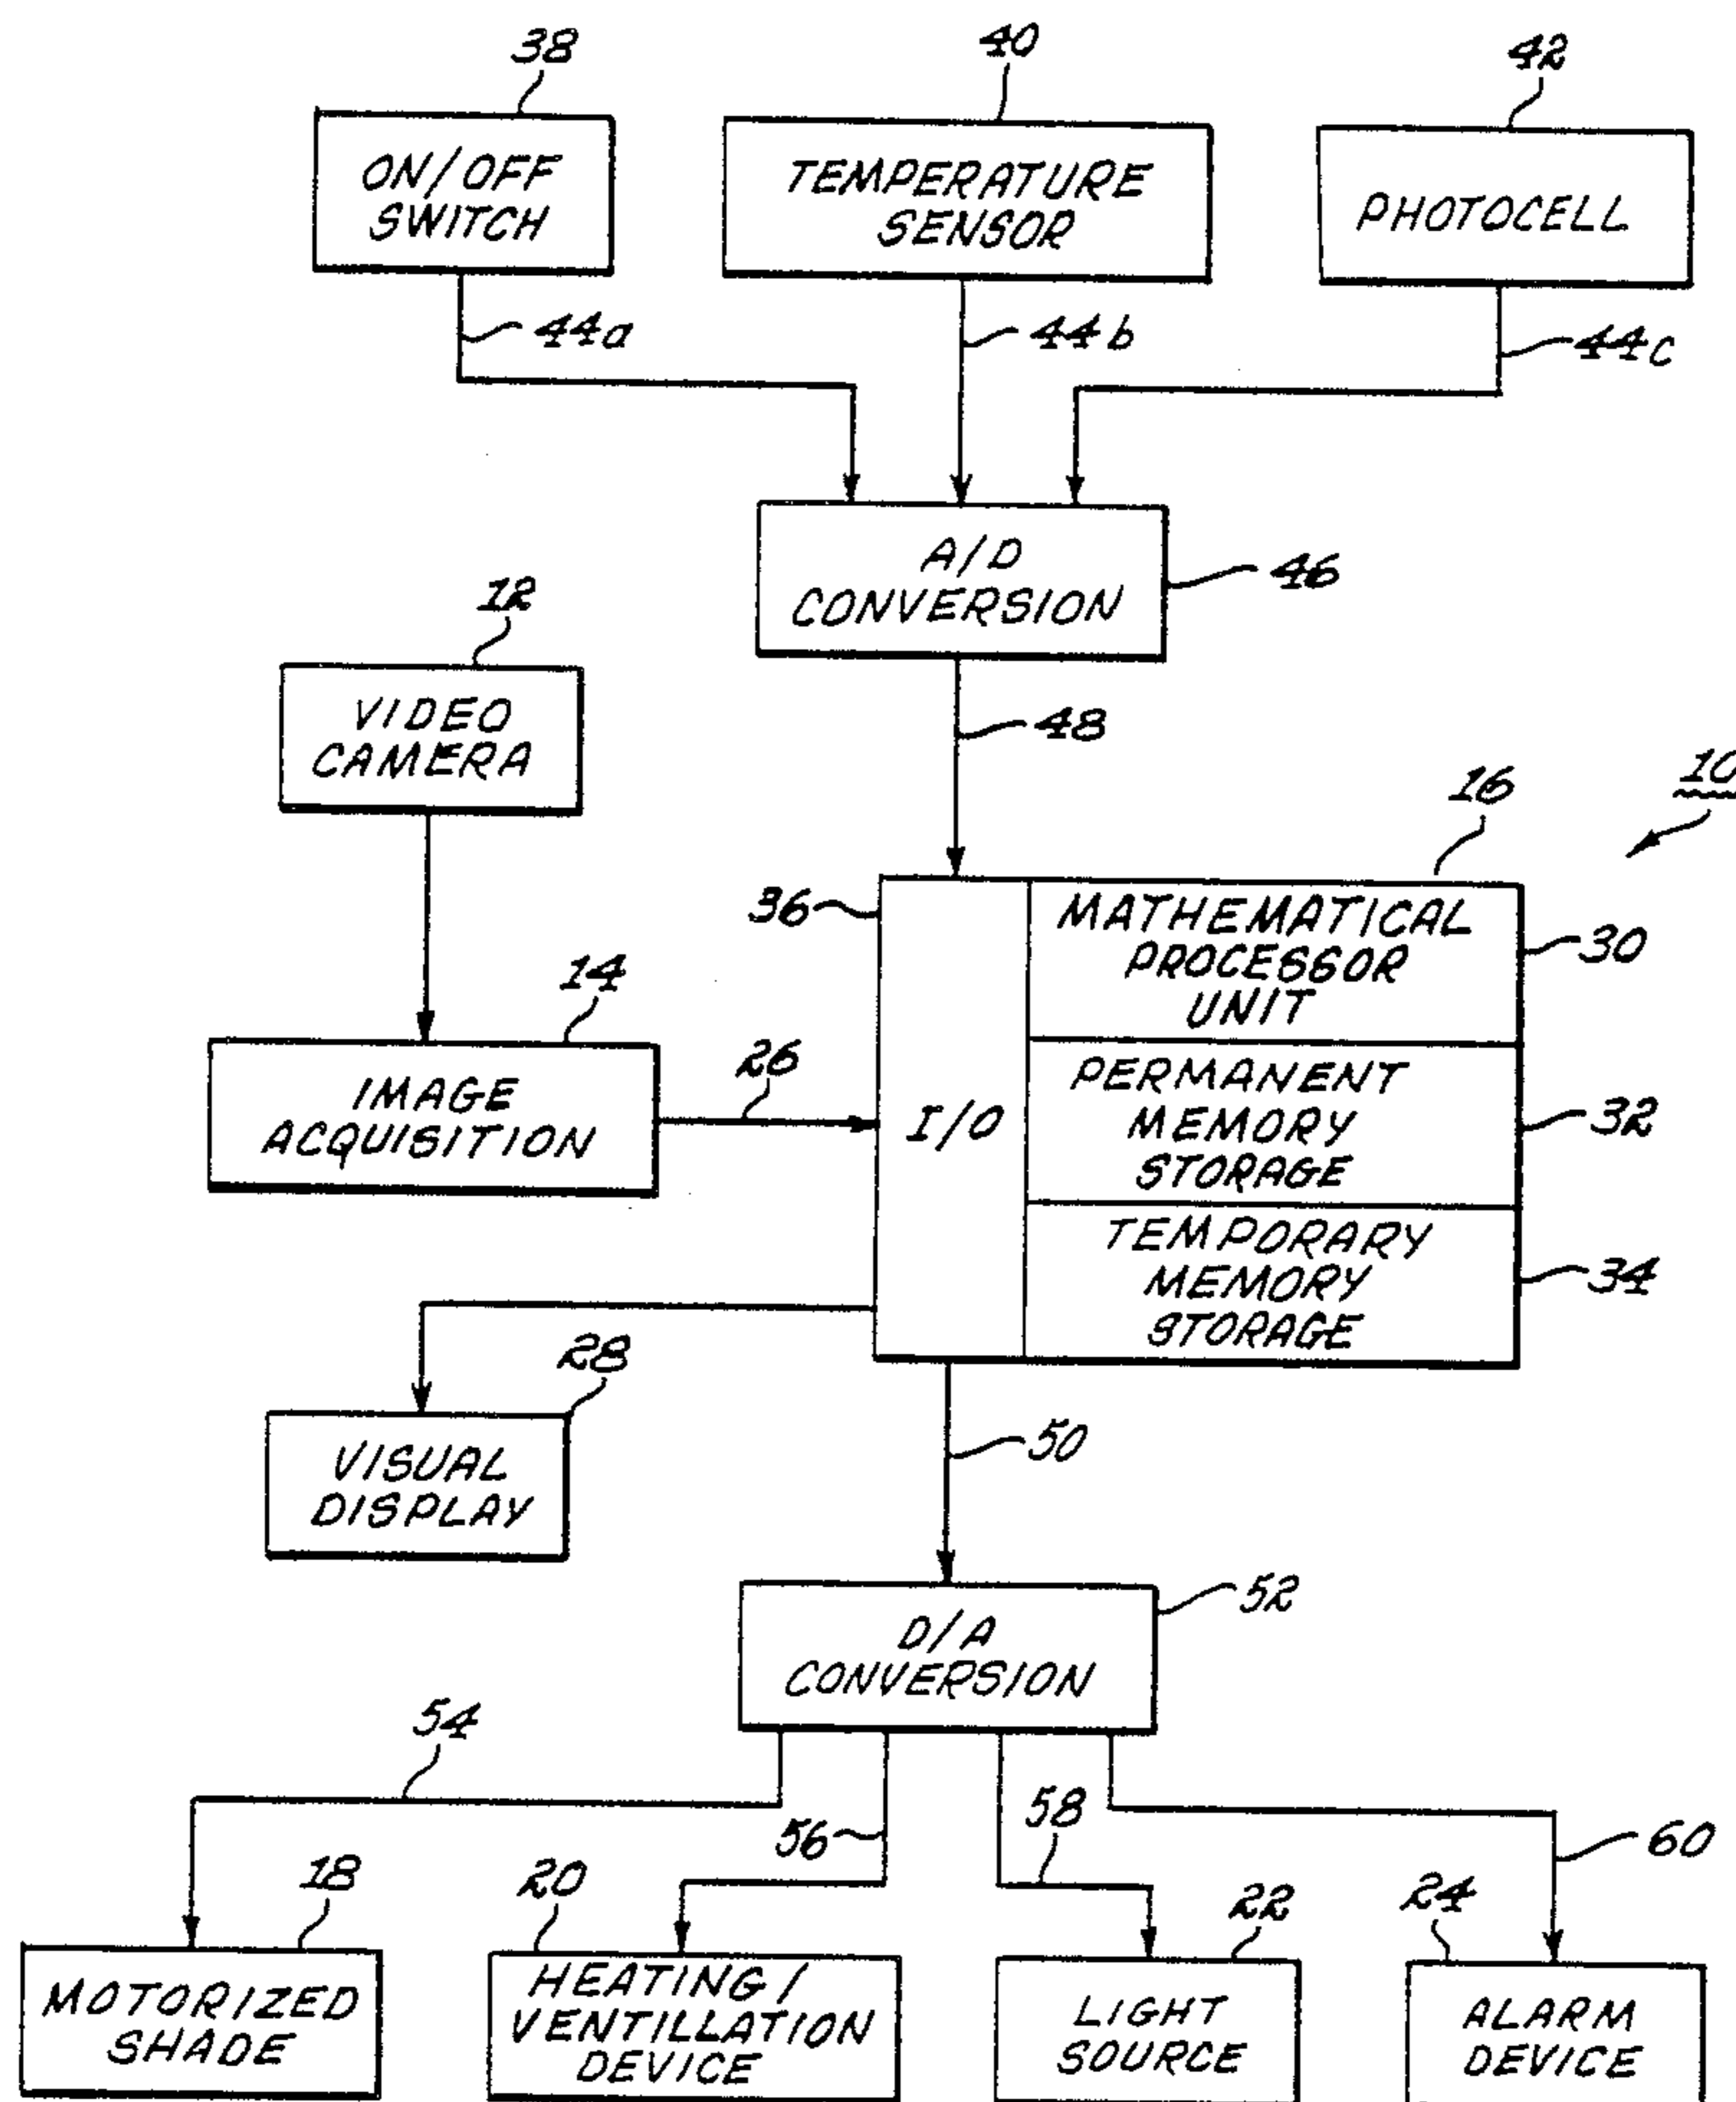 38
40
42
ON/OFF
SWITCH
TEMPERATURE
SENSOR
PHOTOCELL
44a
44b
44c
A/D
CONVERSION
46
12
VIDEO
CAMERA
48
10
16
36
MATHEMATICAL
PROCESSOR
UNIT
30
14
IMAGE
ACQUISITION
26
I/O
PERMANENT
MEMORY
STORAGE
32
TEMPORARY
MEMORY
STORAGE
34
28
VISUAL
DISPLAY
50
D/A
CONVERSION
52
54
56
58
60
18
20
22
24
MOTORIZED
SHADE
HEATING/
VENTILLATION
DEVICE
LIGHT
SOURCE
ALARM
DEVICE